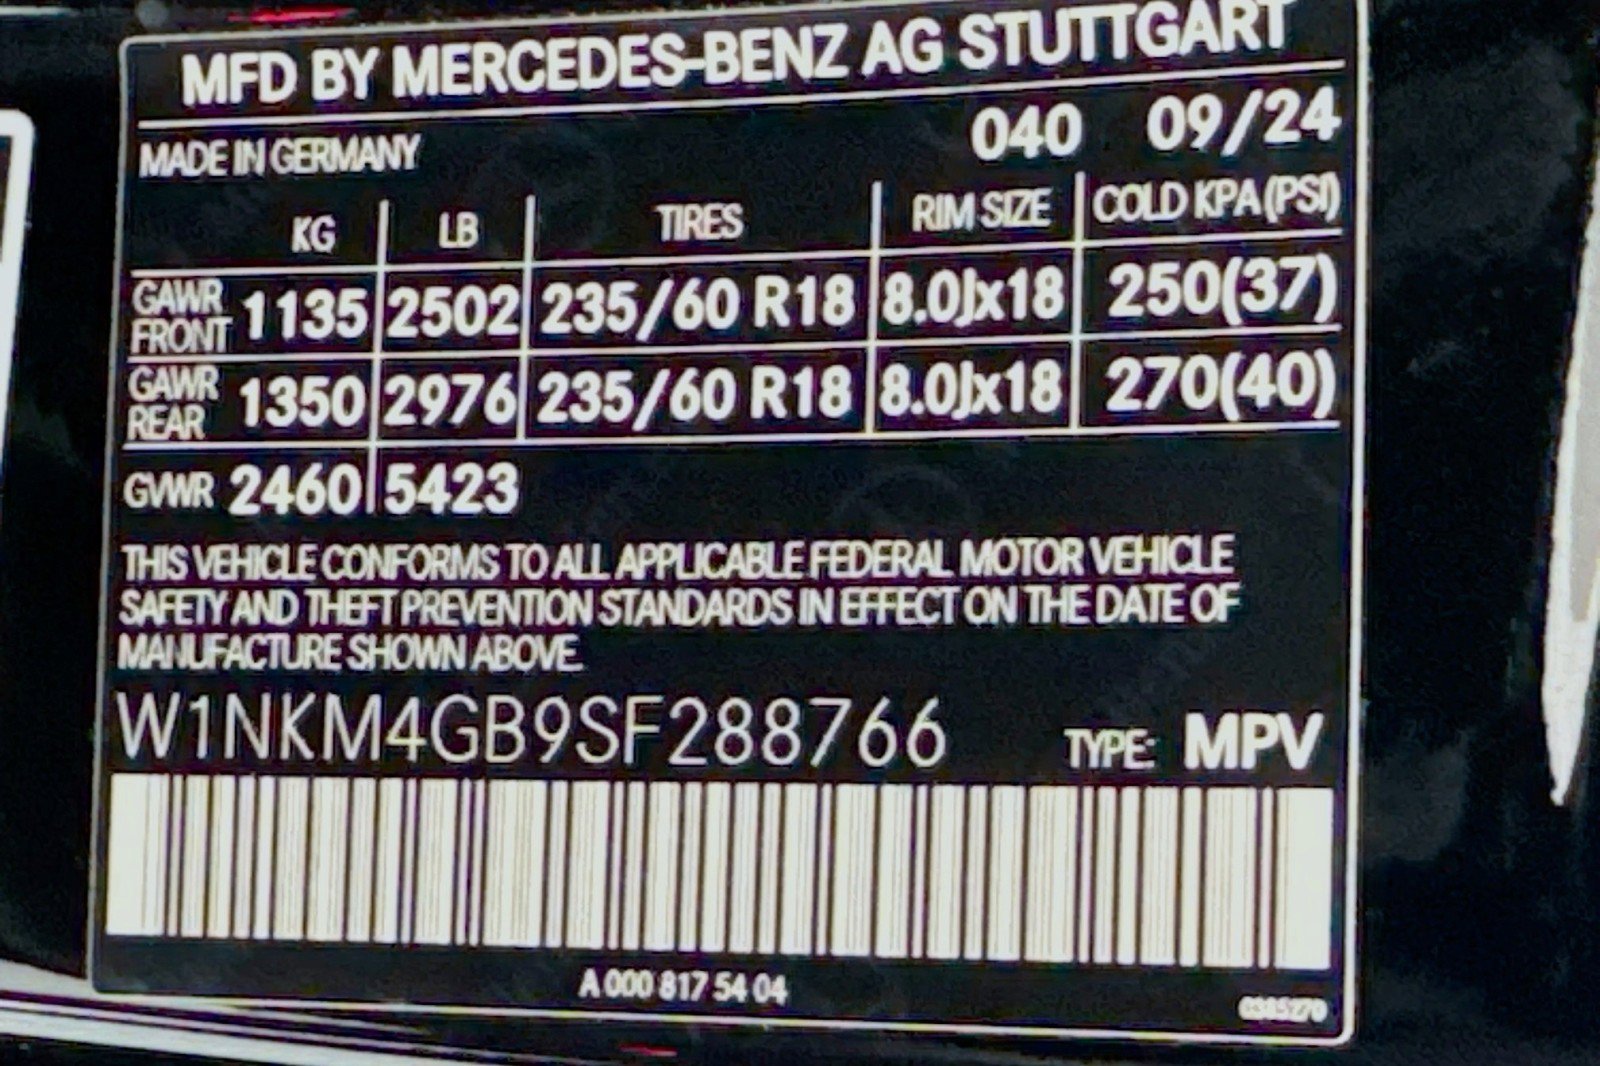 MFD BY MERCEDES-BENZ AG STUTTGART
MADE IN GERMANY 040 09/24
KG LB TIRES RIM SIZE COLD KPA(PSI)
GAWR FRONT 1135 2502 235/60 R18 8.0Jx18 250(37)
GAWR REAR 1350 2976 235/60 R18 8.0Jx18 270(40)
GVWR 2460 5423
THIS VEHICLE CONFORMS TO ALL APPLICABLE FEDERAL MOTOR VEHICLE
SAFETY AND THEFT PREVENTION STANDARDS IN EFFECT ON THE DATE OF
MANUFACTURE SHOWN ABOVE.
W1NKM4GB9SF288766 TYPE: MPV
A 000 817 54 04